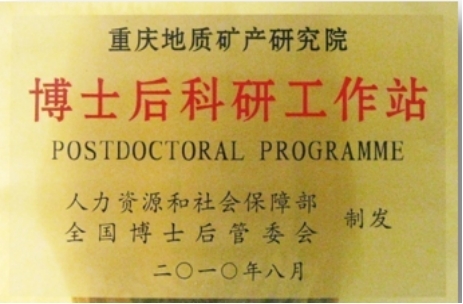 重庆地质矿产研究院
博士后科研工作站
POSTDOCTORAL PROGRAMME
人力资源和社会保障部
全国博士后管委会
制发
二〇一〇年八月